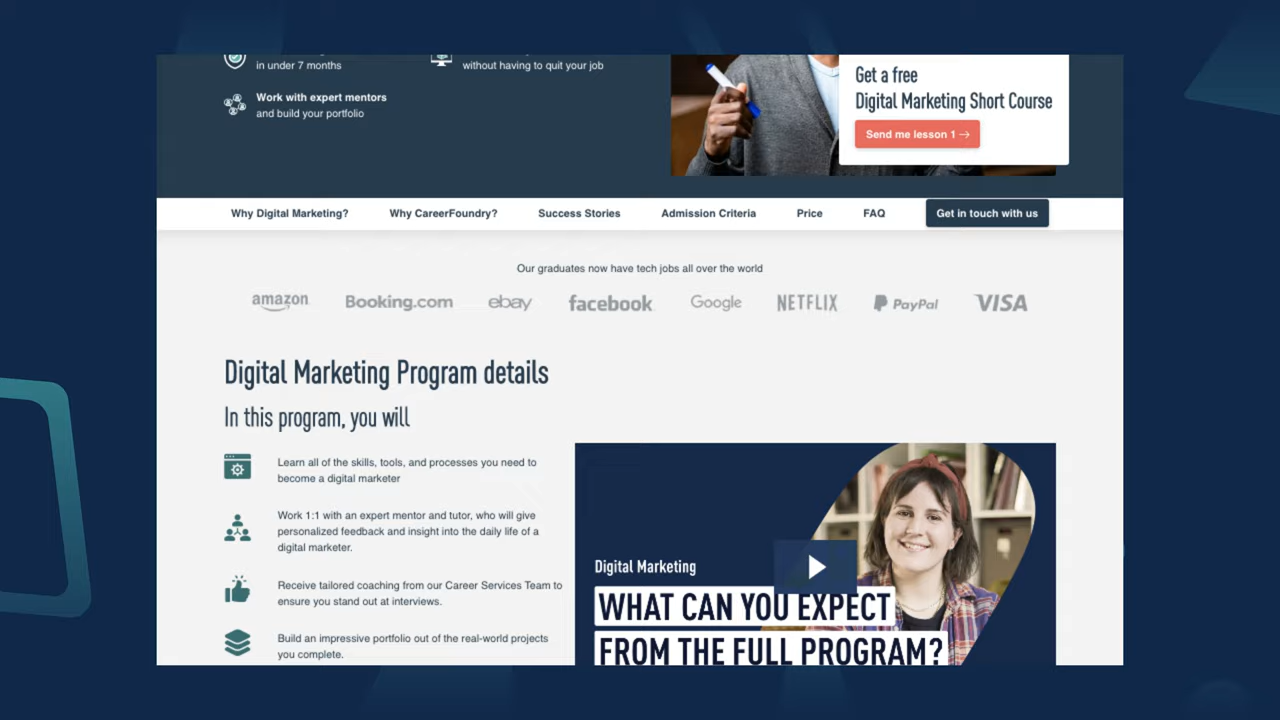 in under 7 months
without having to quit your job
Work with expert mentors
and build your portfolio
Get a free
Digital Marketing Short Course
Send me lesson 1 →
Why Digital Marketing?
Why CareerFoundry?
Success Stories
Admission Criteria
Price
FAQ
Get in touch with us
Our graduates now have tech jobs all over the world
amazon
Booking.com
ebay
facebook
Google
NETFLIX
PayPal
VISA
Digital Marketing Program details
In this program, you will
Learn all of the skills, tools, and processes you need to
become a digital marketer
Work 1:1 with an expert mentor and tutor, who will give
personalized feedback and insight into the daily life of a
digital marketer.
Receive tailored coaching from our Career Services Team to
ensure you stand out at interviews.
Build an impressive portfolio out of the real-world projects
you complete.
Digital Marketing
WHAT CAN YOU EXPECT
FROM THE FULL PROGRAM?